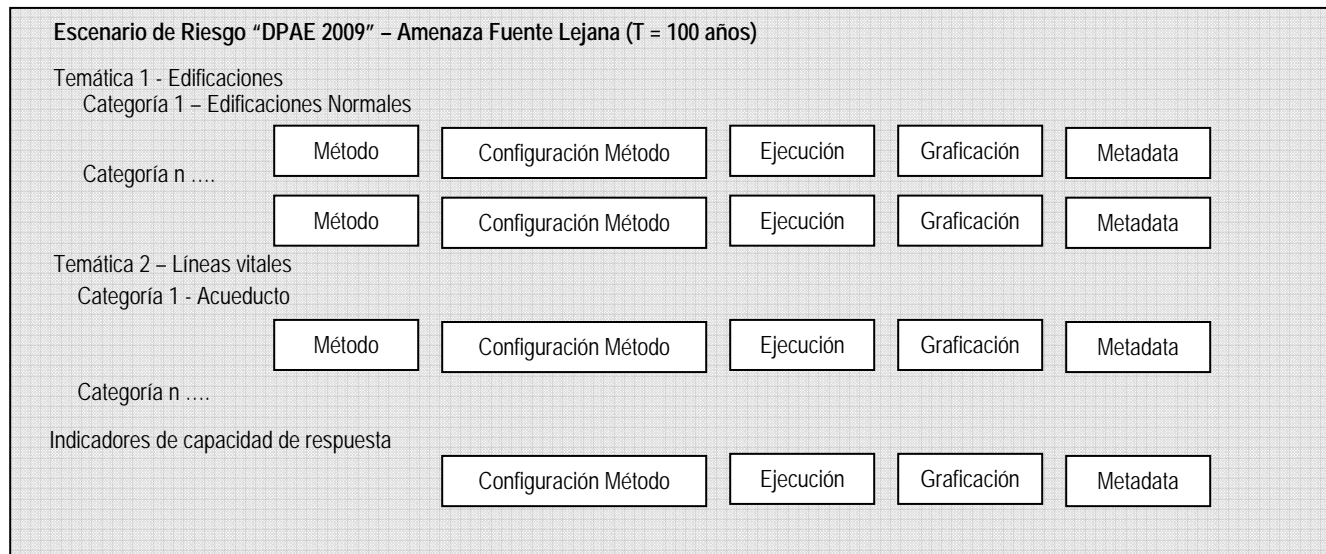 Escenario de Riesgo “DPAE 2009” – Amenaza Fuente Lejana (T = 100 años)
Temática 1 - Edificaciones
Categoría 1 – Edificaciones Normales
Método Configuración Método Ejecución Graficación Metadata
Categoría n ....
Método Configuración Método Ejecución Graficación Metadata
Temática 2 – Líneas vitales
Categoría 1 - Acueducto
Método Configuración Método Ejecución Graficación Metadata
Categoría n ....
Indicadores de capacidad de respuesta
Configuración Método Ejecución Graficación Metadata